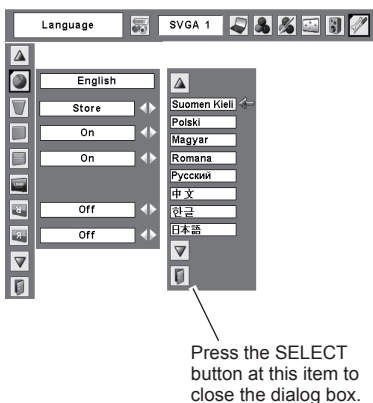 Language
SVGA 1
English
Store
On
On
Off
Off
Suomen Kieli
Polski
Magyar
Romana
Русский
中文
한글
日本語
Press the SELECT
button at this item to
close the dialog box.